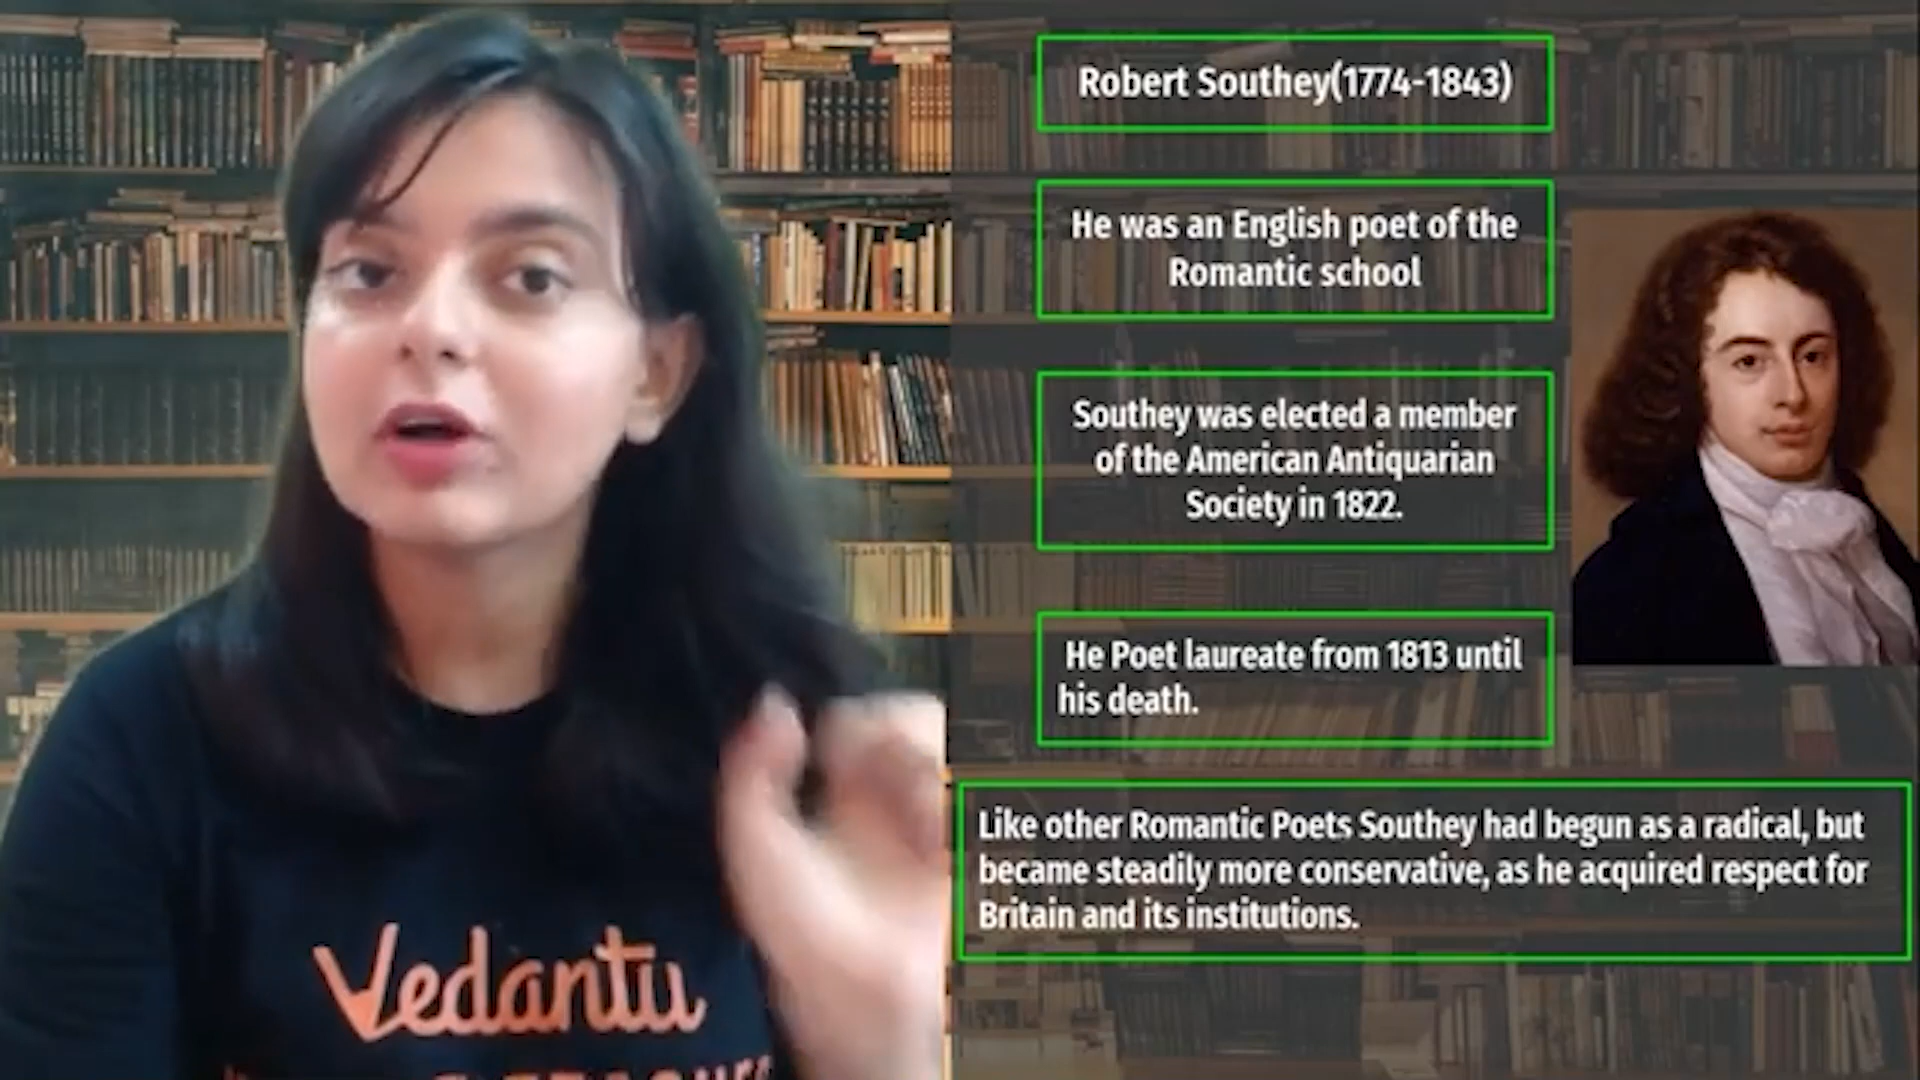 Robert Southey(1774-1843)
He was an English poet of the
Romantic school
Southey was elected a member
of the American Antiquarian
Society in 1822.
He Poet laureate from 1813 until
his death.
Like other Romantic Poets Southey had begun as a radical, but
became steadily more conservative, as he acquired respect for
Britain and its institutions.
Vedantu